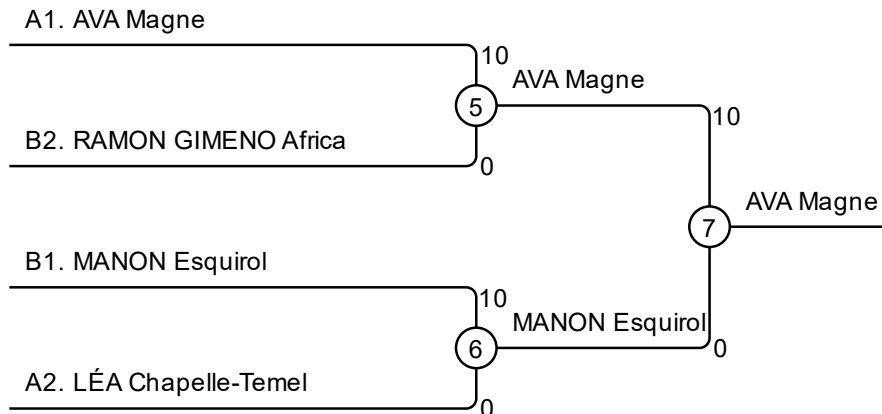 A1. AVA Magne
10
AVA Magne
5
10
B2. RAMON GIMENO Africa
0
AVA Magne
7
B1. MANON Esquirol
10
MANON Esquirol
6
0
A2. LÉA Chapelle-Temel
0